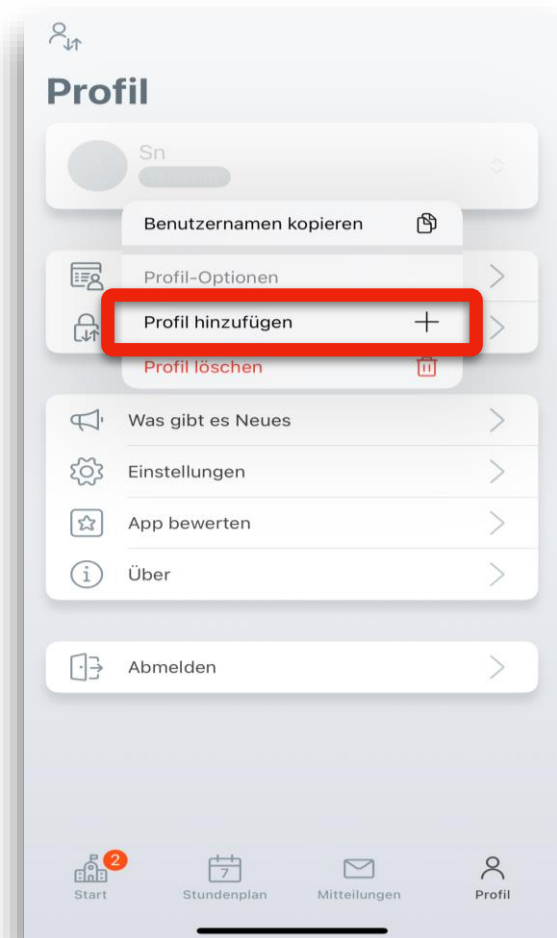 Profil
Sn
Benutzernamen kopieren
Profil-Optionen
Profil hinzufügen
Profil löschen
Was gibt es Neues
Einstellungen
App bewerten
Über
Abmelden
2
7
Start
Stundenplan
Mitteilungen
Profil